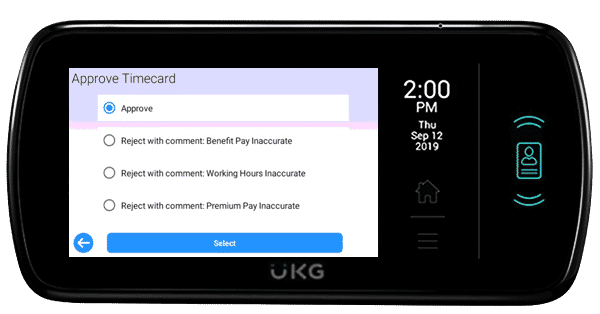 Approve Timecard
Approve
Reject with comment: Benefit Pay Inaccurate
Reject with comment: Working Hours Inaccurate
Reject with comment: Premium Pay Inaccurate
Select
2:00
PM
Thu
Sep 12
2019
UKG